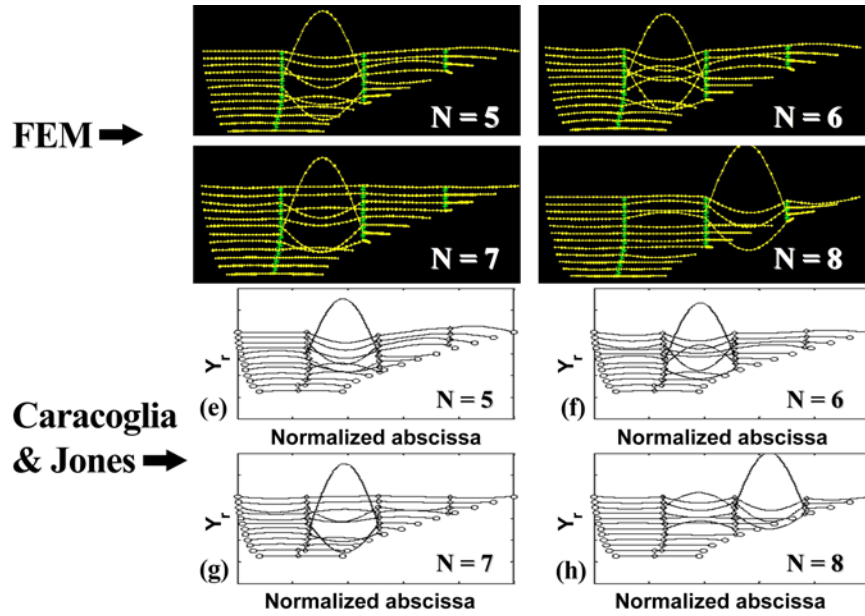 FEM
N = 5
N = 6
N = 7
N = 8
Caracoglia
& Jones
Yr
(e)
N = 5
Normalized abscissa
Yr
(f)
N = 6
Normalized abscissa
Yr
(g)
N = 7
Normalized abscissa
Yr
(h)
N = 8
Normalized abscissa